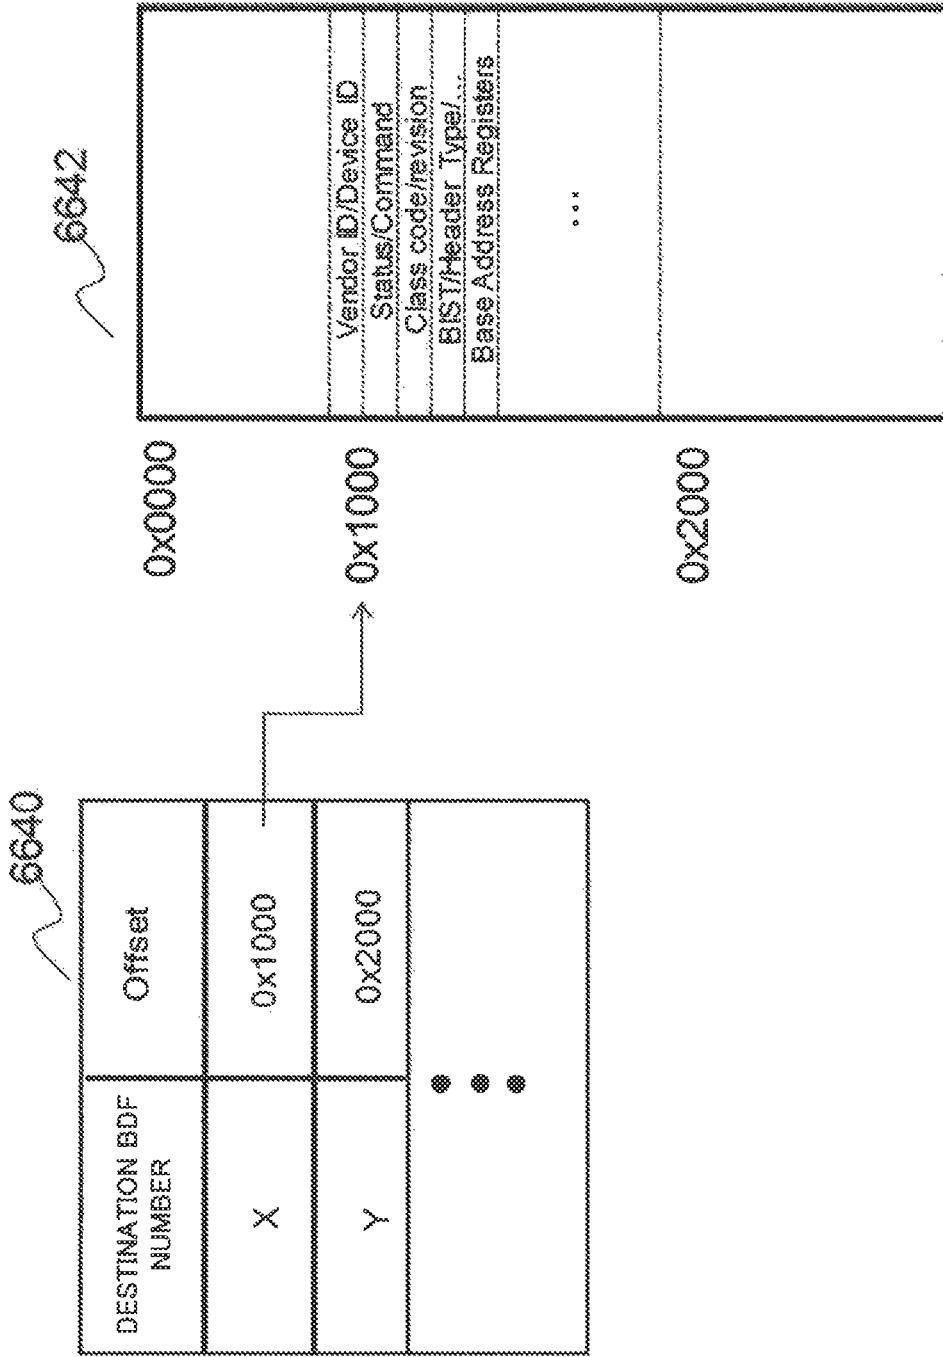 6640
DESTINATION BDF
NUMBER
Offset
X
0x1000
Y
0x2000
6642
0x0000
0x1000
0x2000
Vendor ID/Device ID
Status/Command
Class code/revision
BIST/Header Type/...
Base Address Registers
...